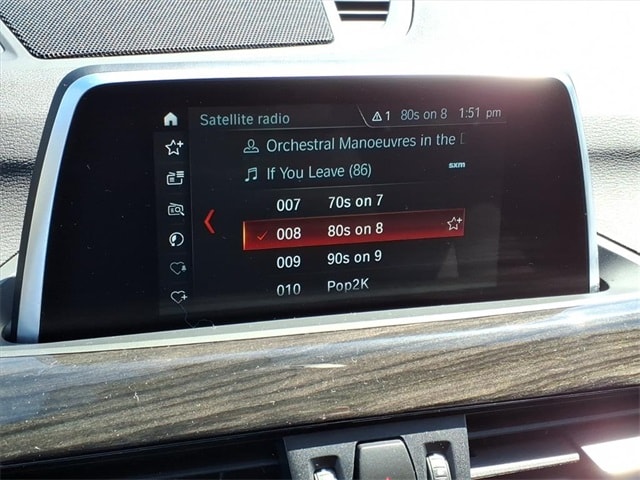 Satellite radio 1 80s on 8 1:51 pm
Orchestral Manoeuvres in the
If You Leave (86) sxm
007 70s on 7
008 80s on 8
009 90s on 9
010 Pop2K